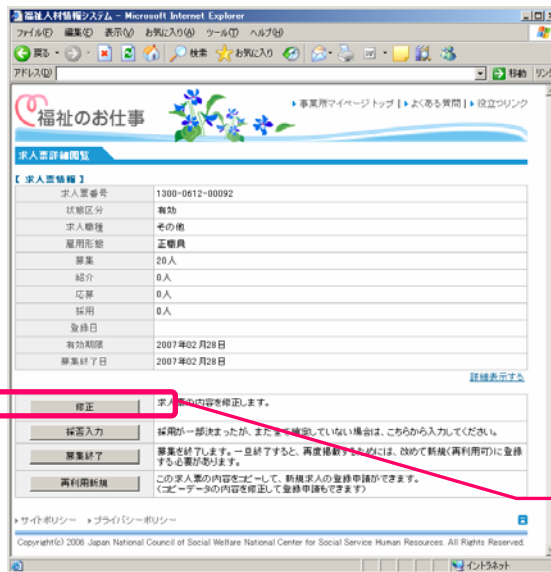 福祉人材情報システム - Microsoft Internet Explorer
ファイル(F) 編集(E) 表示(V) お気に入り(A) ツール(T) ヘルプ(H)
戻る 検索 お気に入り
アドレス(D) 移動 リンク
福祉のお仕事
事業所マイページトップ | よくある質問 | 役立つリンク
求人票詳細閲覧
【 求人票情報 】
求人票番号 1300-0612-00092
状態区分 有効
求人職種 その他
雇用形態 正職員
募集 20人
紹介 0人
応募 0人
採用 0人
登録日
有効期限 2007年02月28日
募集終了日 2007年02月28日
詳細表示する
修正 求人票の内容を修正します。
採否入力 採用が一部決まったが、まだ全て確定していない場合は、こちらから入力してください。
募集終了 募集を終了します。一旦終了すると、再度掲載するためには、改めて新規(再利用可)に登録
する必要があります。
再利用新規 この求人票の内容をコピーして、新規求人の登録申請ができます。
(コピーデータの内容を修正して登録申請もできます)
サイトポリシー プライバシーポリシー
Copyright(c) 2006 Japan National Council of Social Welfare National Center for Social Service Human Resources. All Rights Reserved.
イントラネット